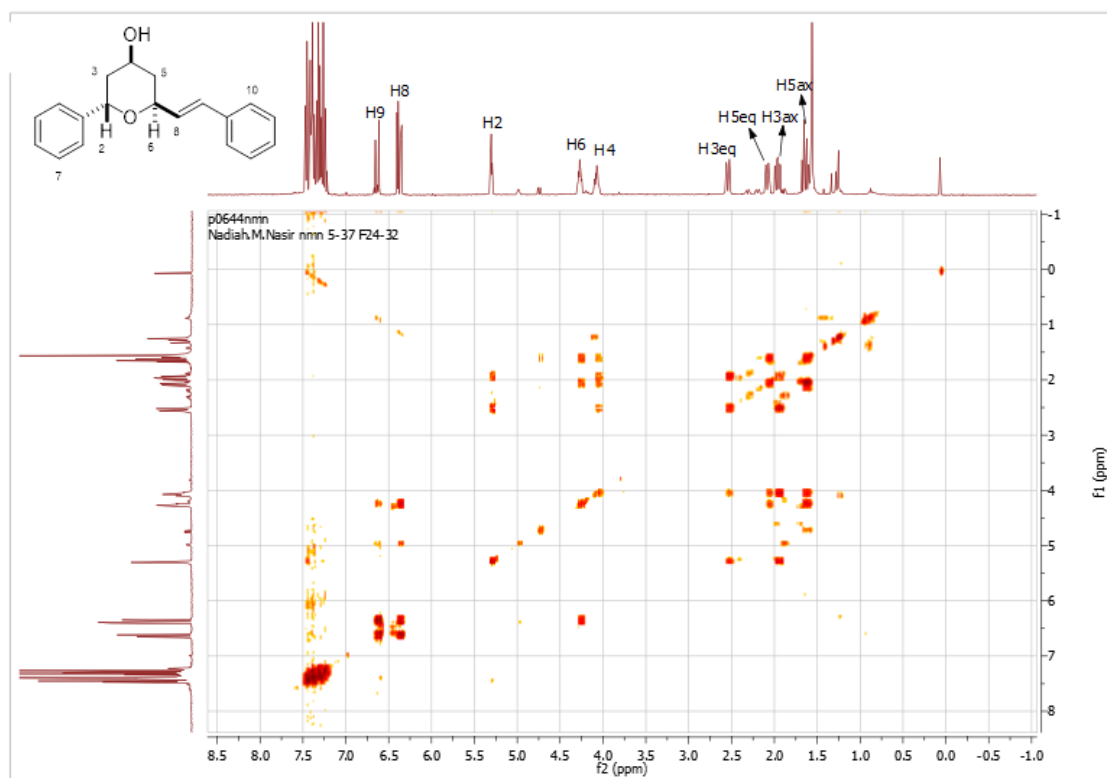 OH
3
5
10
O
H
H
8
2
6
7
H9
H8
H2
H6
H4
H3eq
H5eq
H5ax
H3ax
p0644nmn
Nadiah.M.Nasir nmn 5-37 F24-32
-1
0
1
2
3
4
5
6
7
8
f1 (ppm)
8.5 8.0 7.5 7.0 6.5 6.0 5.5 5.0 4.5 4.0 3.5 3.0 2.5 2.0 1.5 1.0 0.5 0.0 -0.5 -1.0
f2 (ppm)